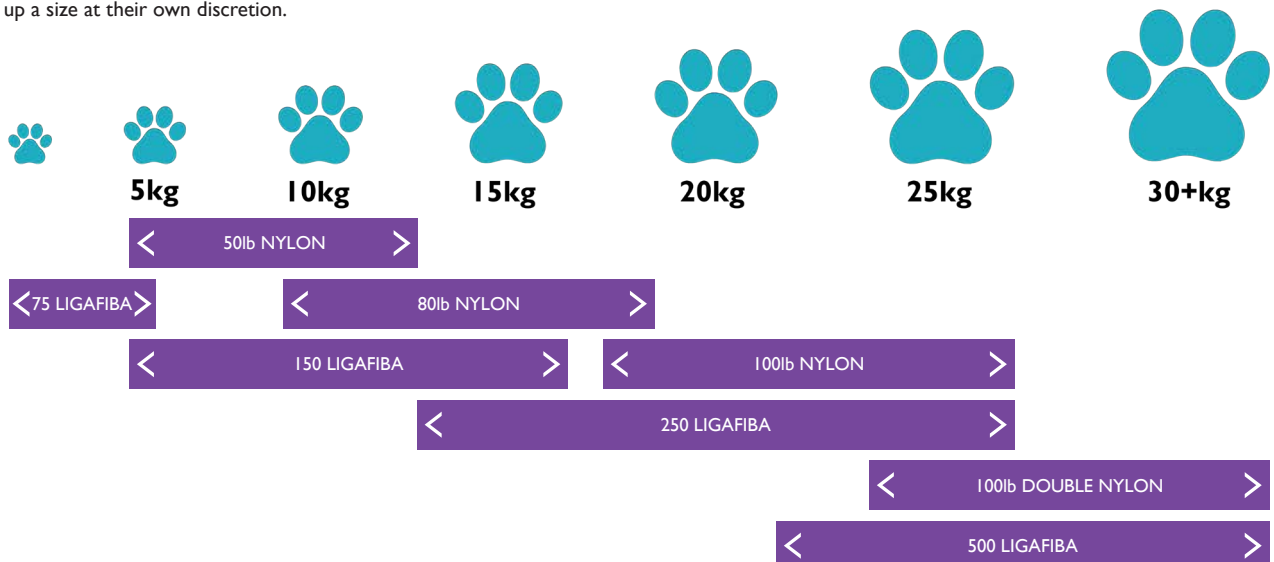 up a size at their own discretion.
5kg 10kg 15kg 20kg 25kg 30+kg
50lb NYLON
75 LIGAFIBA 80lb NYLON
150 LIGAFIBA 100lb NYLON
250 LIGAFIBA
100lb DOUBLE NYLON
500 LIGAFIBA